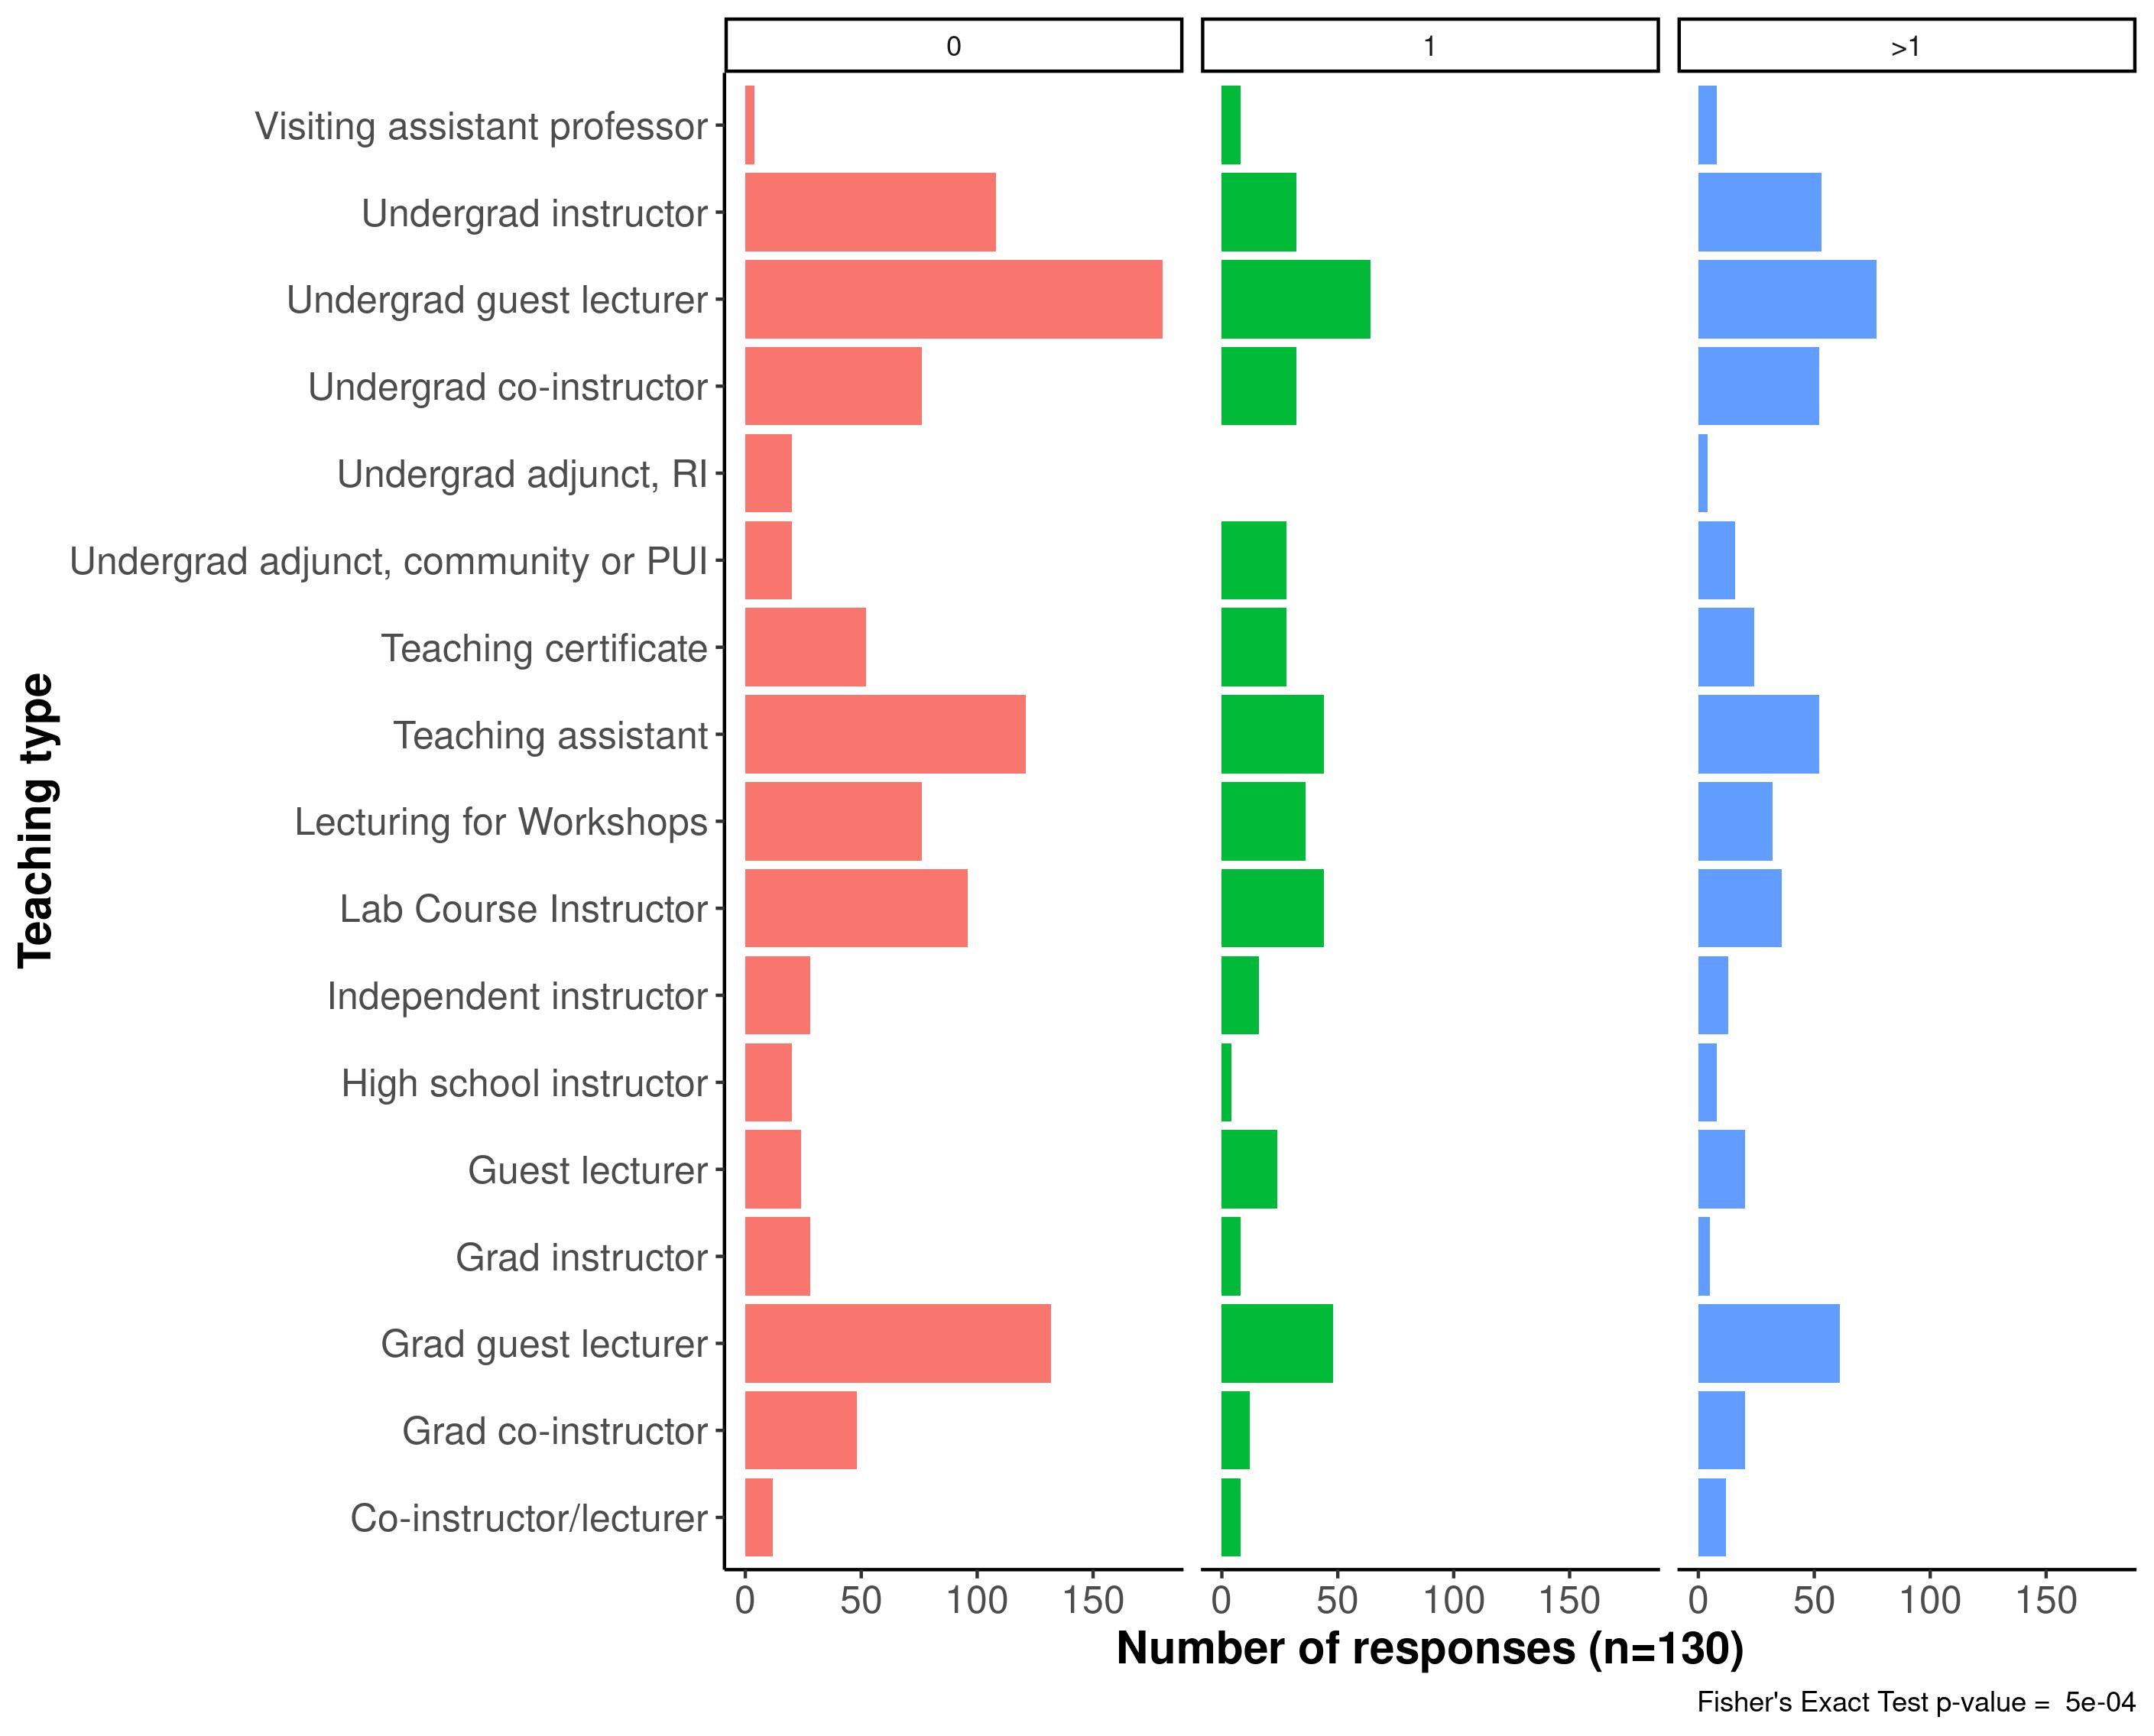 0
1
>1
Visiting assistant professor
Undergrad instructor
Undergrad guest lecturer
Undergrad co-instructor
Undergrad adjunct, RI
Undergrad adjunct, community or PUI
Teaching certificate
Teaching assistant
Lecturing for Workshops
Lab Course Instructor
Independent instructor
High school instructor
Guest lecturer
Grad instructor
Grad guest lecturer
Grad co-instructor
Co-instructor/lecturer
Teaching type
0 50 100 150 0 50 100 150 0 50 100 150
Number of responses (n=130)
Fisher's Exact Test p-value = 5e-04